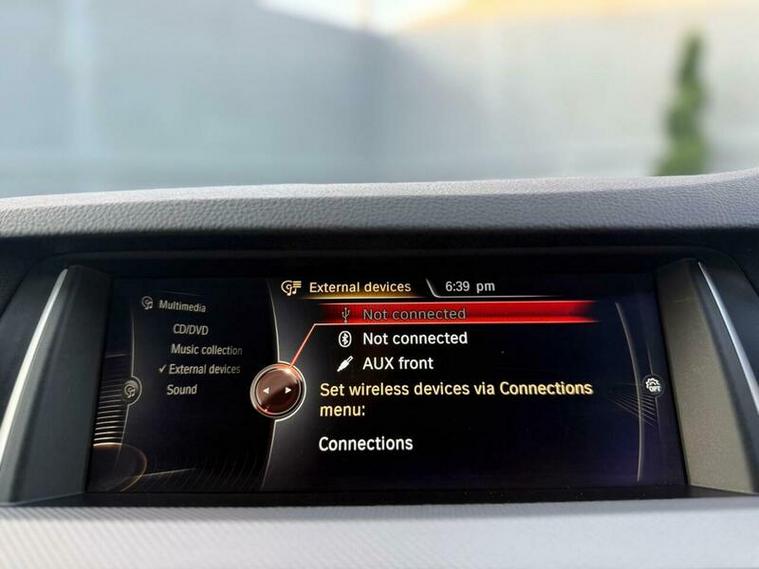 Multimedia
CD/DVD
Music collection
External devices
Sound
External devices
6:39 pm
Not connected
Not connected
AUX front
Set wireless devices via Connections
menu:
Connections
OPT